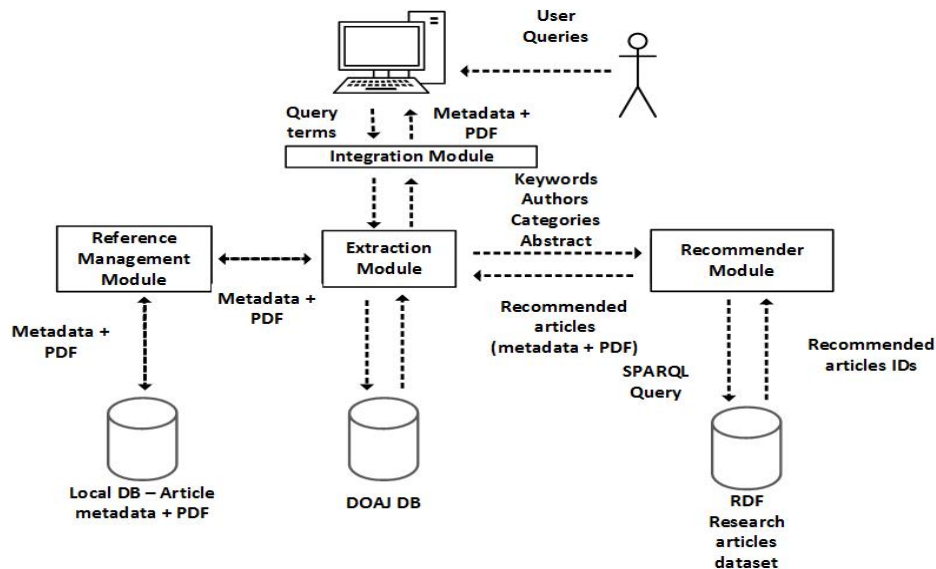 User
Queries
Query
terms
Metadata +
PDF
Integration Module
Keywords
Authors
Categories
Abstract
Reference
Management
Module
Extraction
Module
Recommender
Module
Metadata +
PDF
Metadata +
PDF
Recommended
articles
(metadata + PDF)
SPARQL
Query
Recommended
articles IDs
Local DB – Article
metadata + PDF
DOAJ DB
RDF
Research
articles
dataset